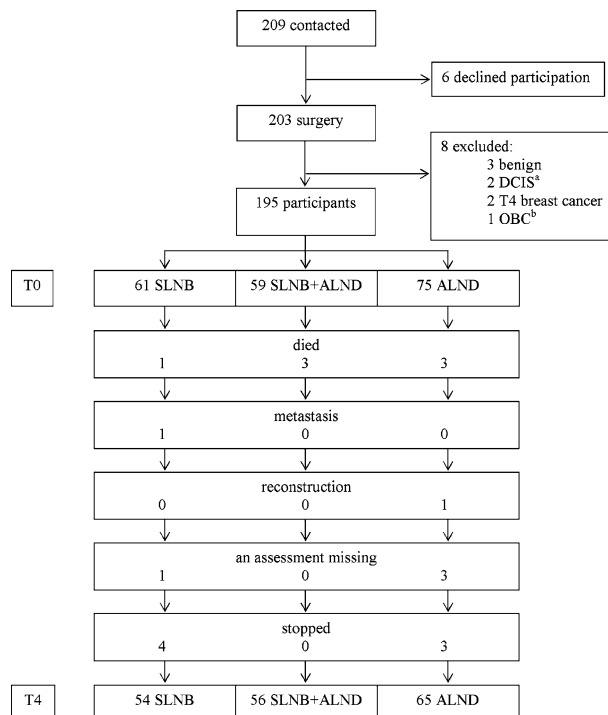 209 contacted
6 declined participation
203 surgery
8 excluded:
3 benign
2 DCISa
2 T4 breast cancer
1 OBCb
195 participants
T0 61 SLNB 59 SLNB+ALND 75 ALND
died
1 3 3
metastasis
1 0 0
reconstruction
0 0 1
an assessment missing
1 0 3
stopped
4 0 3
T4 54 SLNB 56 SLNB+ALND 65 ALND